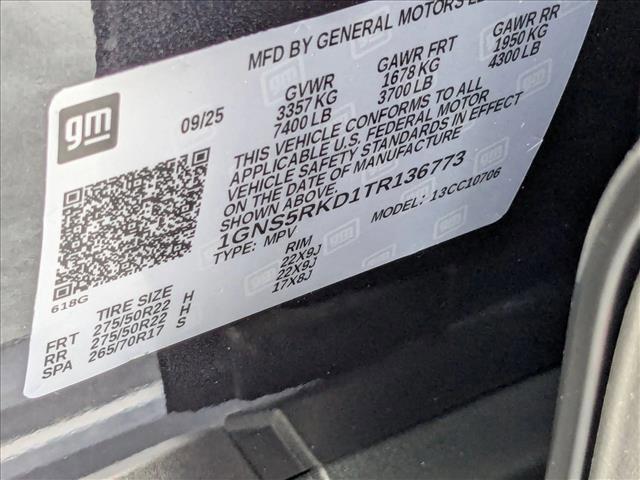 MFD BY GENERAL MOTORS
gm
09/25
GVWR
3357 KG
7400 LB
GAWR FRT
1678 KG
3700 LB
GAWR RR
1950 KG
4300 LB
THIS VEHICLE CONFORMS TO ALL
APPLICABLE U.S. FEDERAL MOTOR
VEHICLE SAFETY STANDARDS IN EFFECT
ON THE DATE OF MANUFACTURE
SHOWN ABOVE.
1GNS5RKD1TR136773
TYPE: MPV
MODEL: 13CC10706
618G
TIRE SIZE
RIM
FRT 275/50R22 H 22X9J
RR 275/50R22 H 22X9J
SPA 265/70R17 S 17X8J